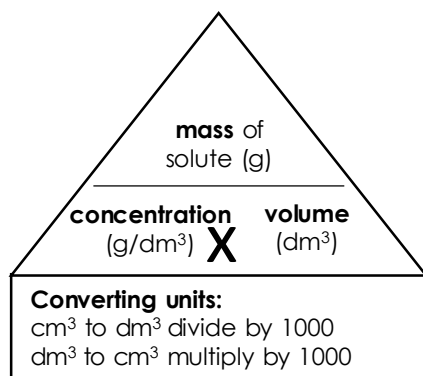 mass of
solute (g)
concentration volume
(g/dm³) X (dm³)
Converting units:
cm³ to dm³ divide by 1000
dm³ to cm³ multiply by 1000